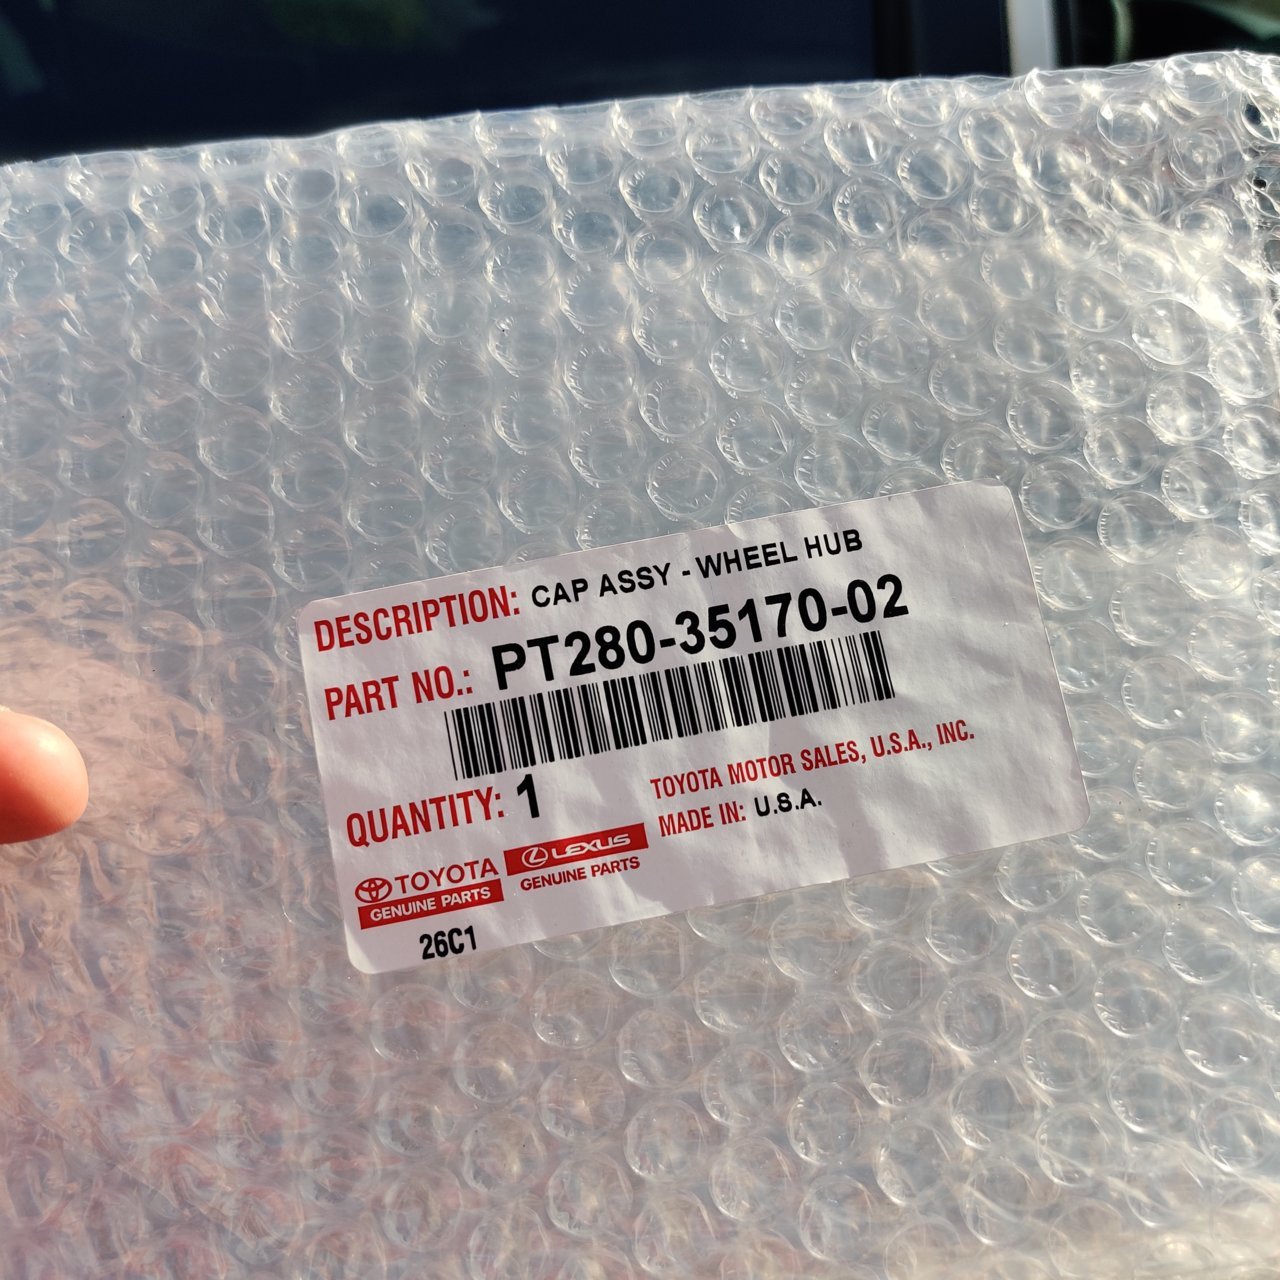 DESCRIPTION: CAP ASSY - WHEEL HUB
PART NO.: PT280-35170-02
QUANTITY: 1
TOYOTA MOTOR SALES, U.S.A., INC.
MADE IN: U.S.A.
TOYOTA
GENUINE PARTS
LEXUS
GENUINE PARTS
26C1